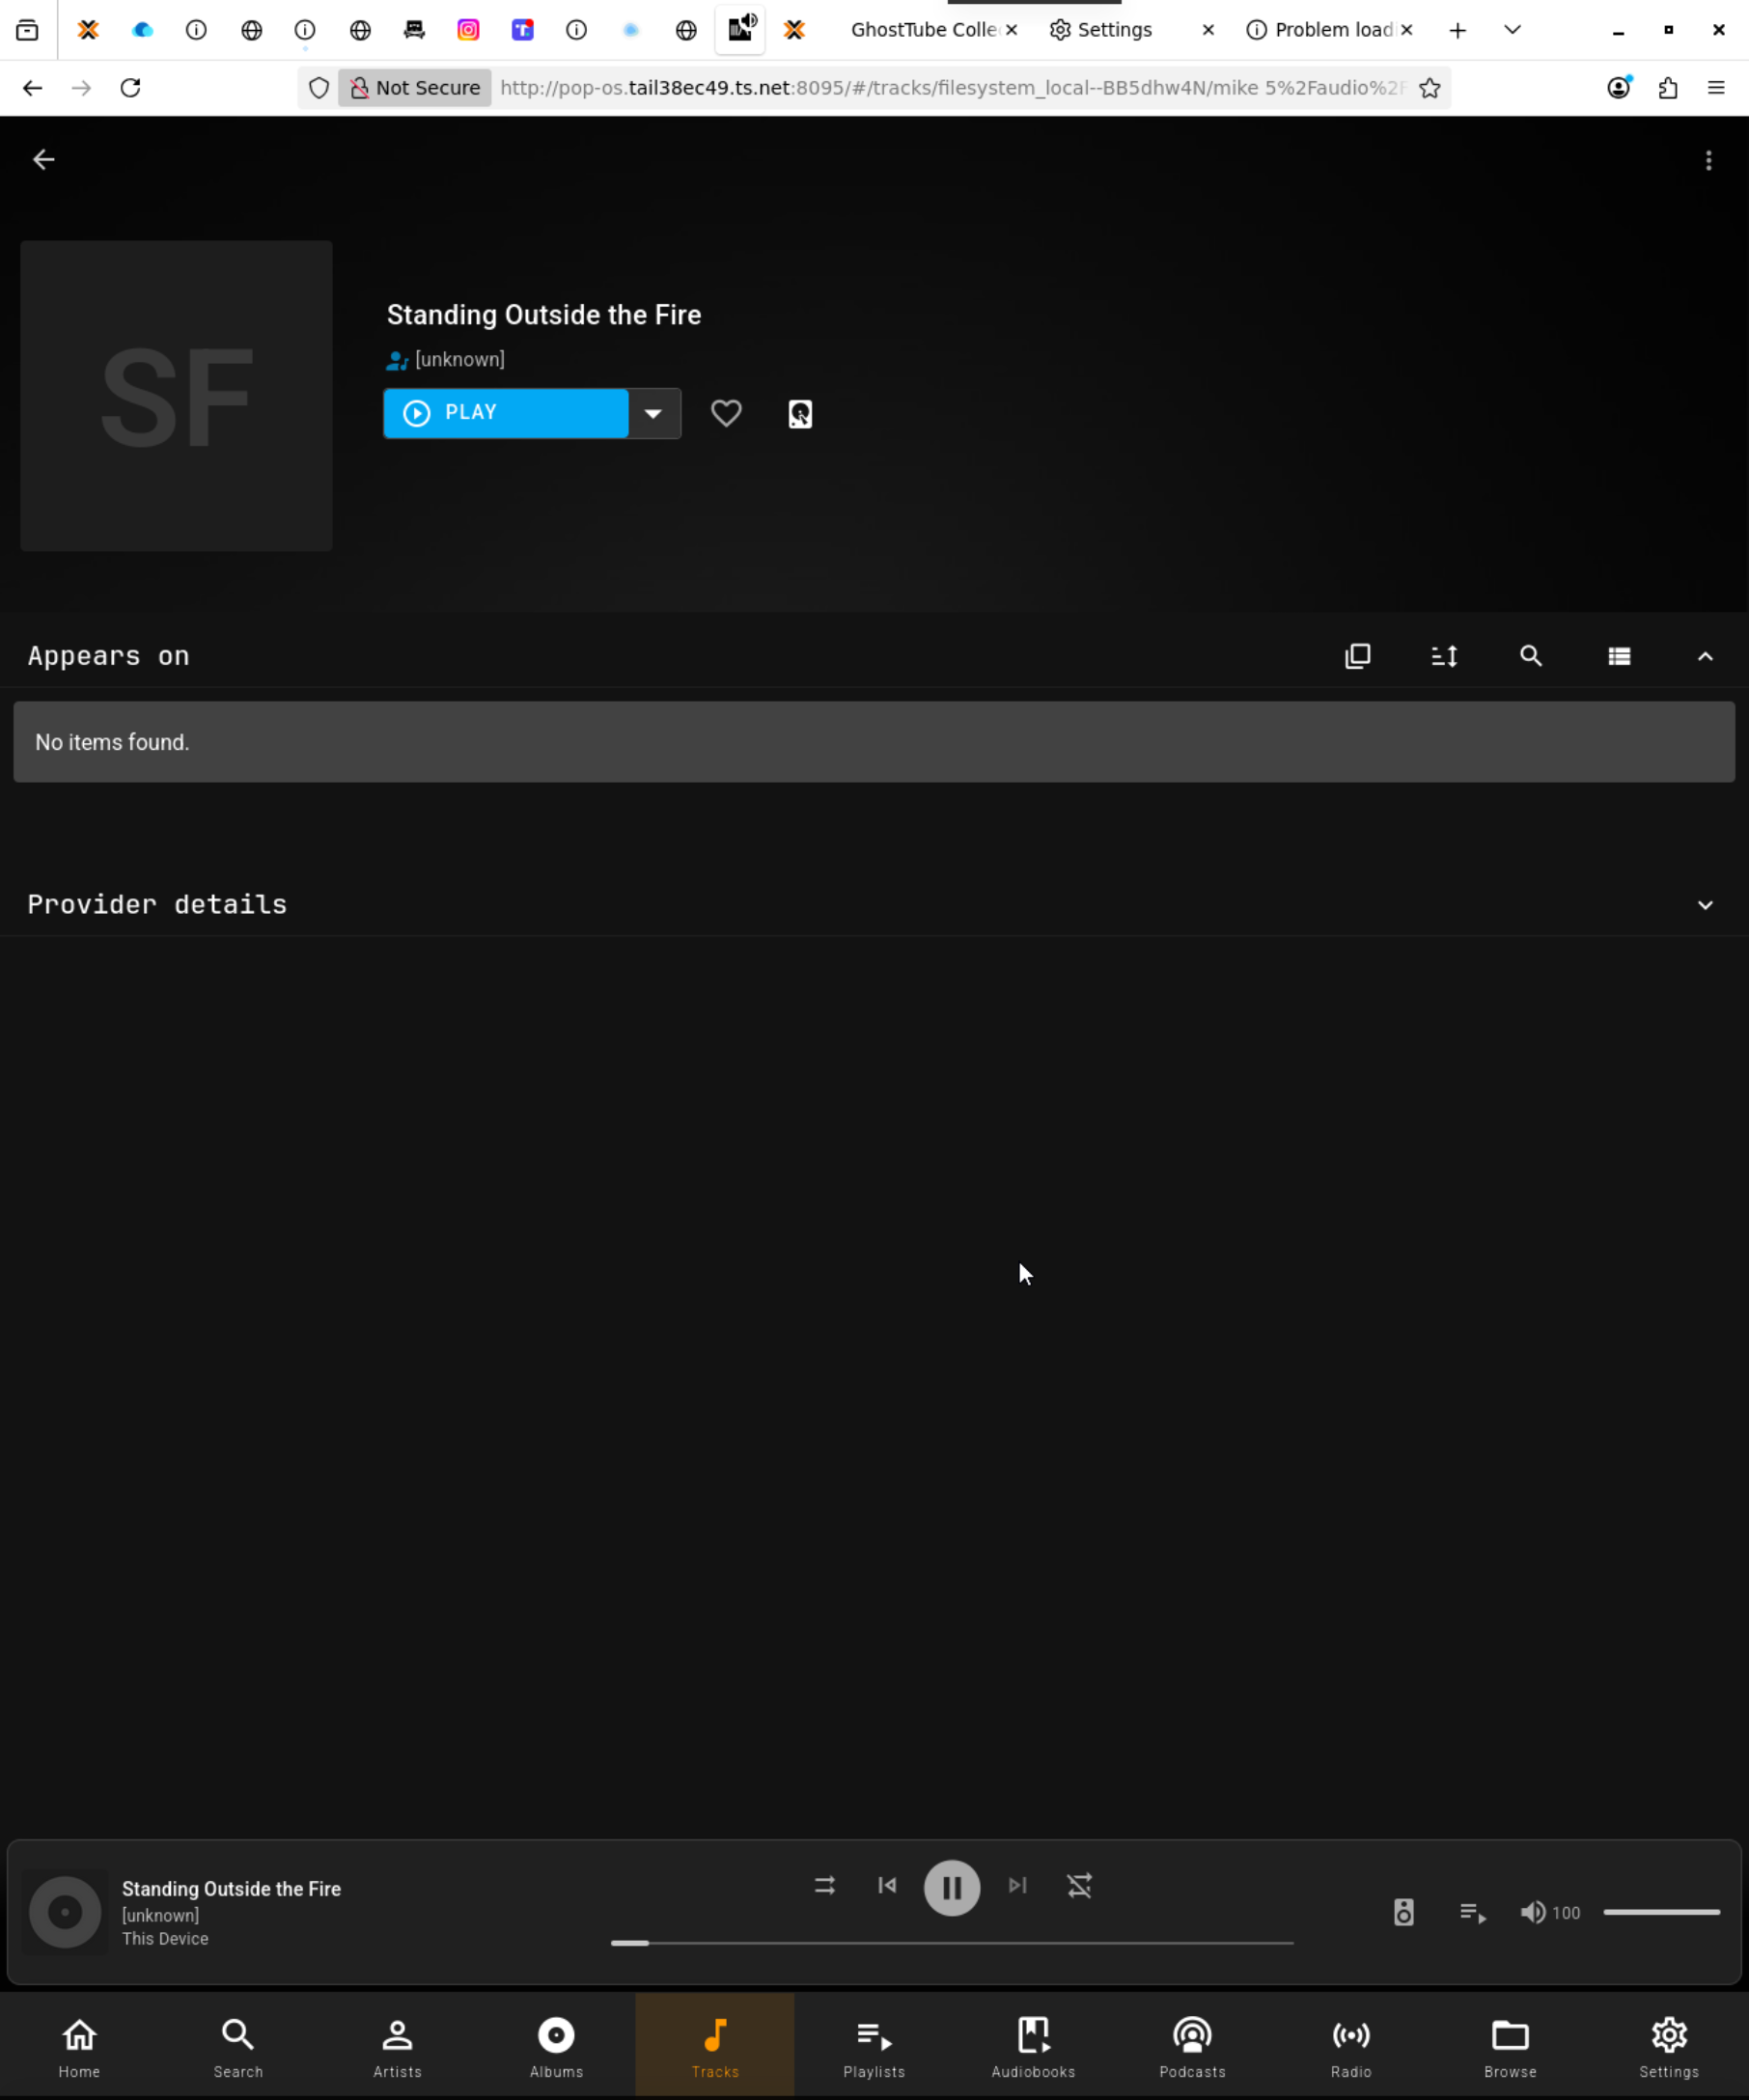 GhostTube Colle
Settings
Problem load
Not Secure
http://pop-os.tail38ec49.ts.net:8095/#/tracks/filesystem_local--BB5dhw4N/mike 5%2Faudio%2F
SF
Standing Outside the Fire
[unknown]
PLAY
Appears on
No items found.
Provider details
Standing Outside the Fire
[unknown]
This Device
100
Home
Search
Artists
Albums
Tracks
Playlists
Audiobooks
Podcasts
Radio
Browse
Settings